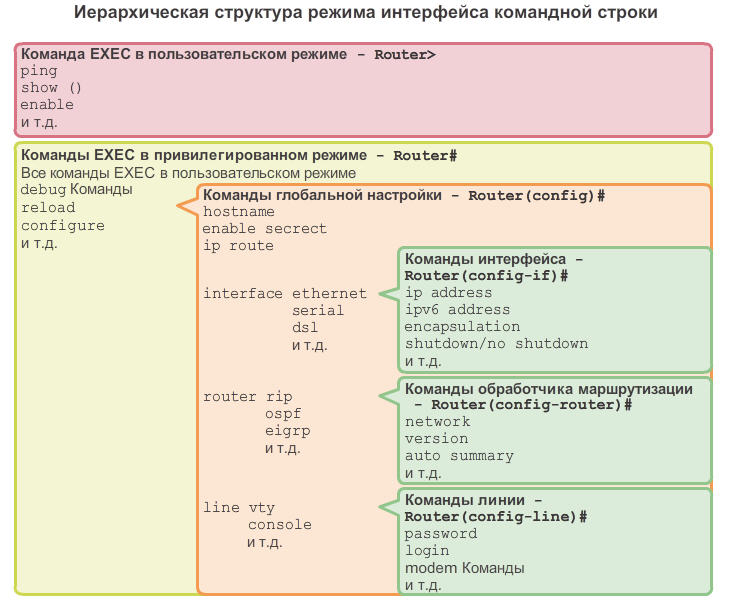 Иерархическая структура режима интерфейса командной строки
Команда EXEC в пользовательском режиме - Router>
ping
show ()
enable
и т.д.
Команды EXEC в привилегированном режиме - Router#
Все команды EXEC в пользовательском режиме
debug Команды
reload
configure
и т.д.
Команды глобальной настройки - Router(config)#
hostname
enable secrect
ip route
interface ethernet
serial
dsl
и т.д.
Команды интерфейса -
Router(config-if)#
ip address
ipv6 address
encapsulation
shutdown/no shutdown
и т.д.
router rip
ospf
eigrp
и т.д.
Команды обработчика маршрутизации
- Router(config-router)#
network
version
auto summary
и т.д.
line vty
console
и т.д.
Команды линии -
Router(config-line)#
password
login
modem Команды
и т.д.